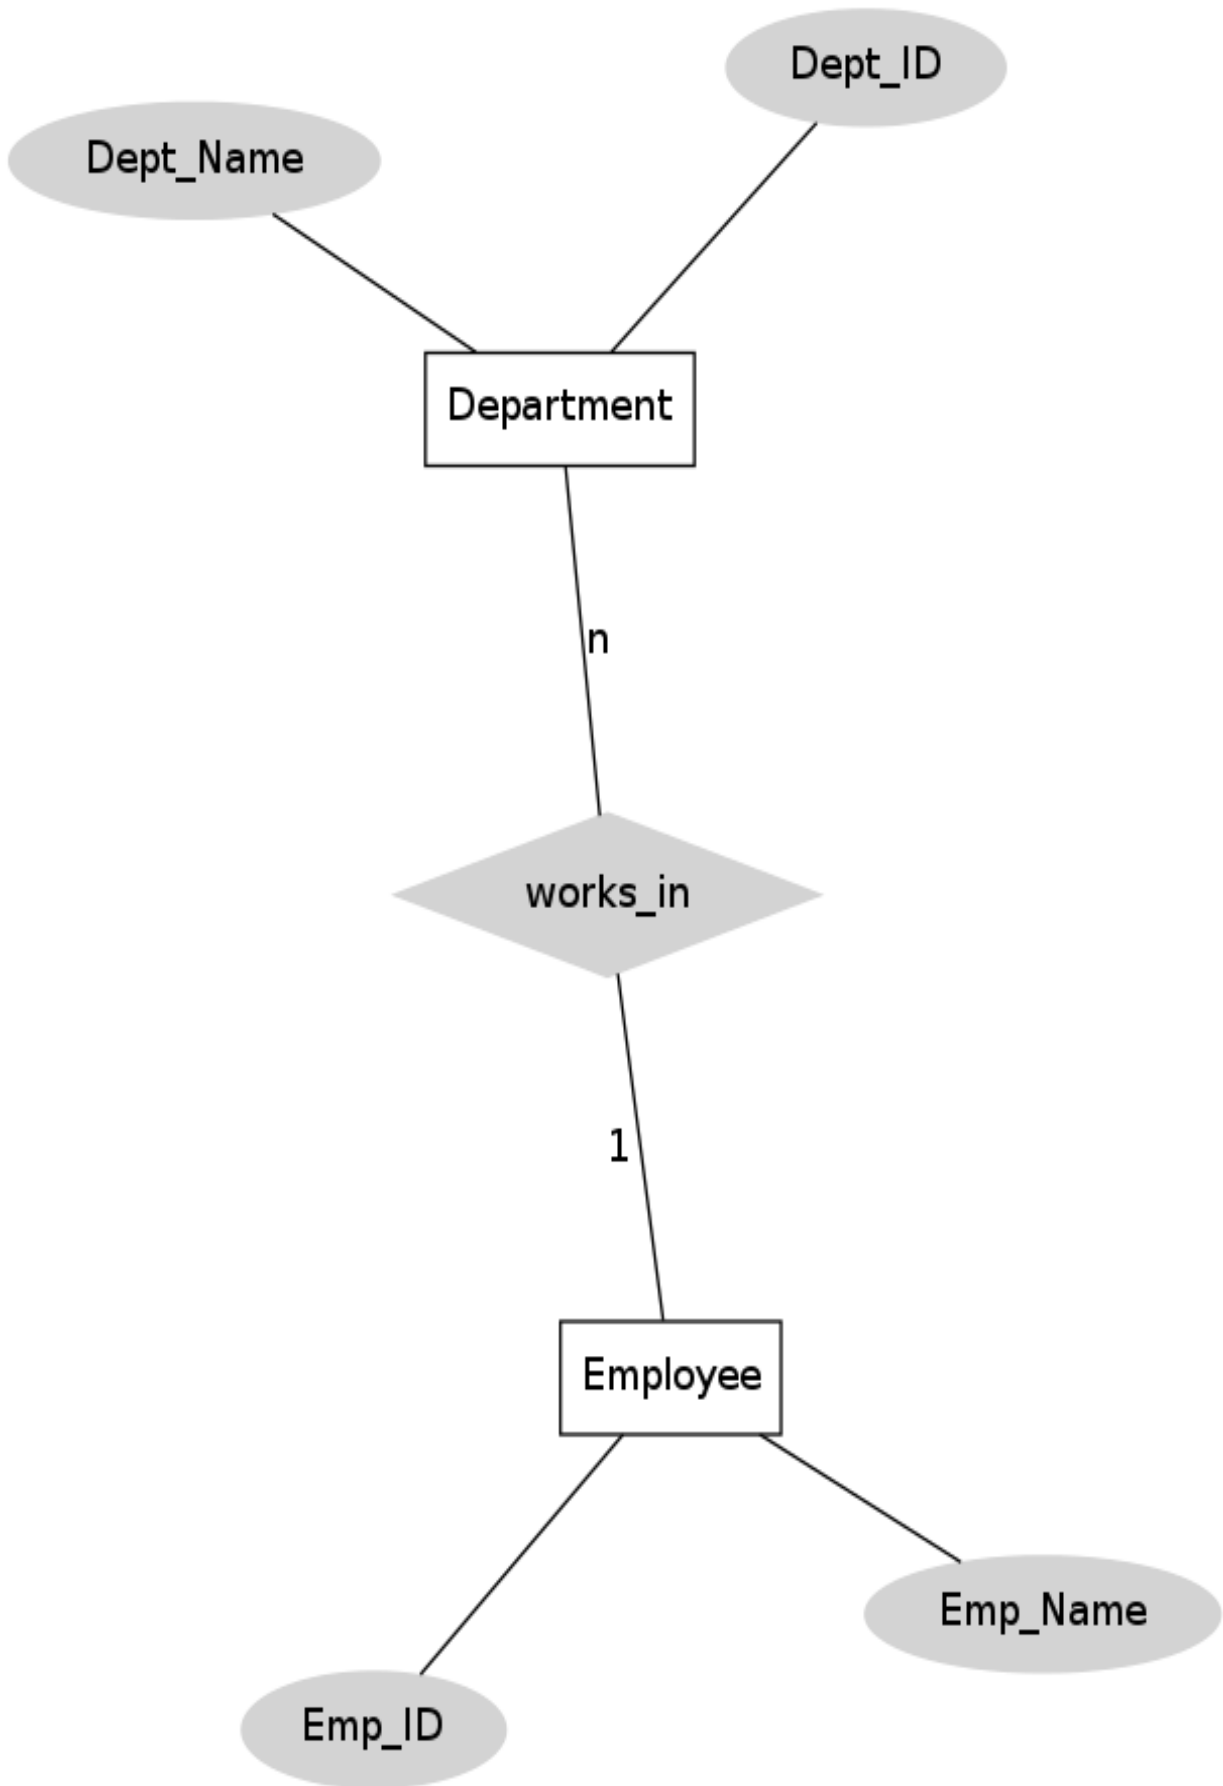 Dept_ID
Dept_Name
Department
n
works_in
1
Employee
Emp_Name
Emp_ID